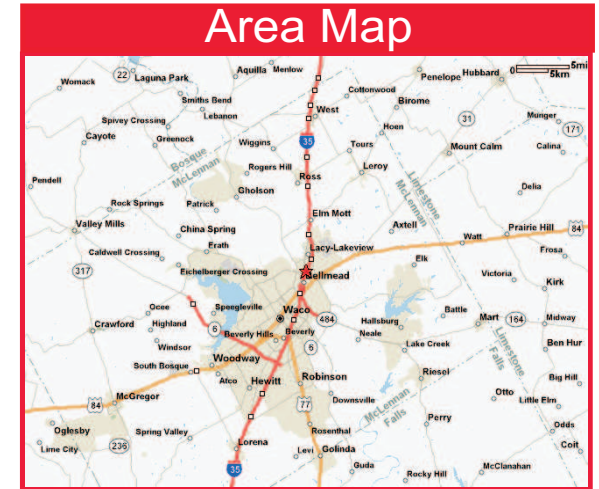 Area Map
Aquilla Menlow
Womack
22
Laguna Park
Penelope
Hubbard
0 5mi
5km
Cottonwood
Smiths Bend
Birome
Lebanon
West
Spivey Crossing
31
Munger
Hoen
171
Cayote
Greenock
Wiggins
35
Tours
Mount Calm
Calina
Bosque
McLennan
Rogers Hill
Leroy
Limestone
McLennan
Pendell
Ross
Gholson
Delia
Rock Springs
Patrick
Elm Mott
Valley Mills
Axtell
Prairie Hill
84
China Spring
Watt
Erath
Lacy-Lakeview
Frosa
Caldwell Crossing
Elk
317
Eichelberger Crossing
Bellmead
Victoria
Kirk
Ocee
Speegleville
Waco
Battle
484
Hallsburg
Mart
164
Midway
Crawford
Highland
6
Beverly Hills
Beverly
Neale
Limestone
Falls
Windsor
6
Lake Creek
Ben Hur
Woodway
South Bosque
Riesel
Atco
Hewitt
Robinson
Big Hill
Otto
McGregor
Little Elm
84
77
Downsville
McLennan
Falls
Perry
Odds
Oglesby
Spring Valley
Rosenthal
236
Lorena
Coit
Lime City
Levi
Golinda
35
Guda
Rocky Hill
McClanahan